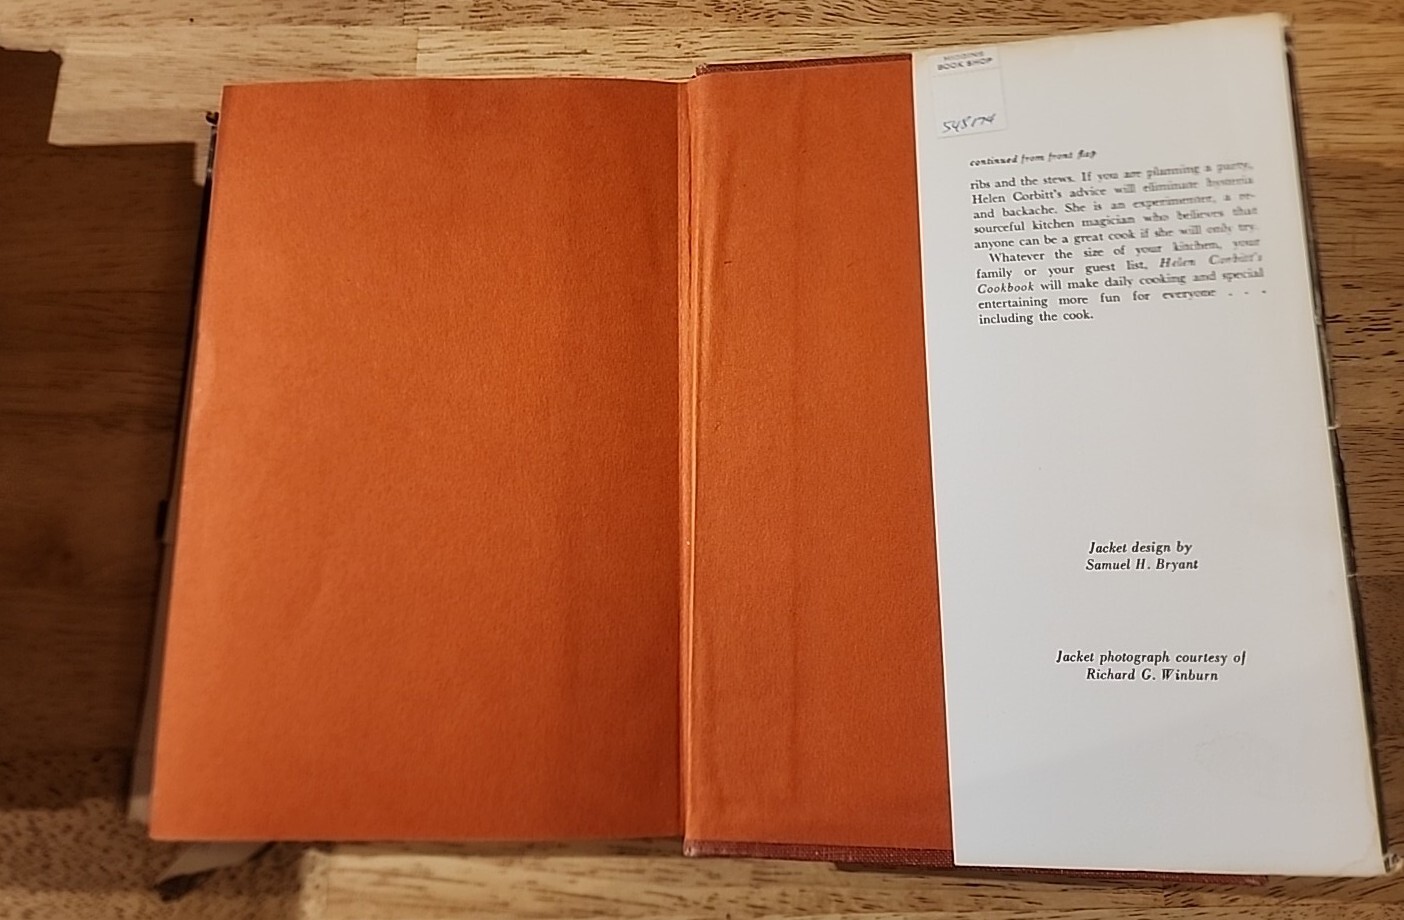 BOOK SHOP
continued from front flap
ribs and the stews. If you are planning a party,
Helen Corbitt's advice will eliminate hysteria
and backache. She is an experimenter, a re-
sourceful kitchen magician who believes that
anyone can be a great cook if she will only try.
Whatever the size of your kitchen, your
family or your guest list, Helen Corbitt's
Cookbook will make daily cooking and special
entertaining more fun for everyone . . .
including the cook.
Jacket design by
Samuel H. Bryant
Jacket photograph courtesy of
Richard G. Winburn